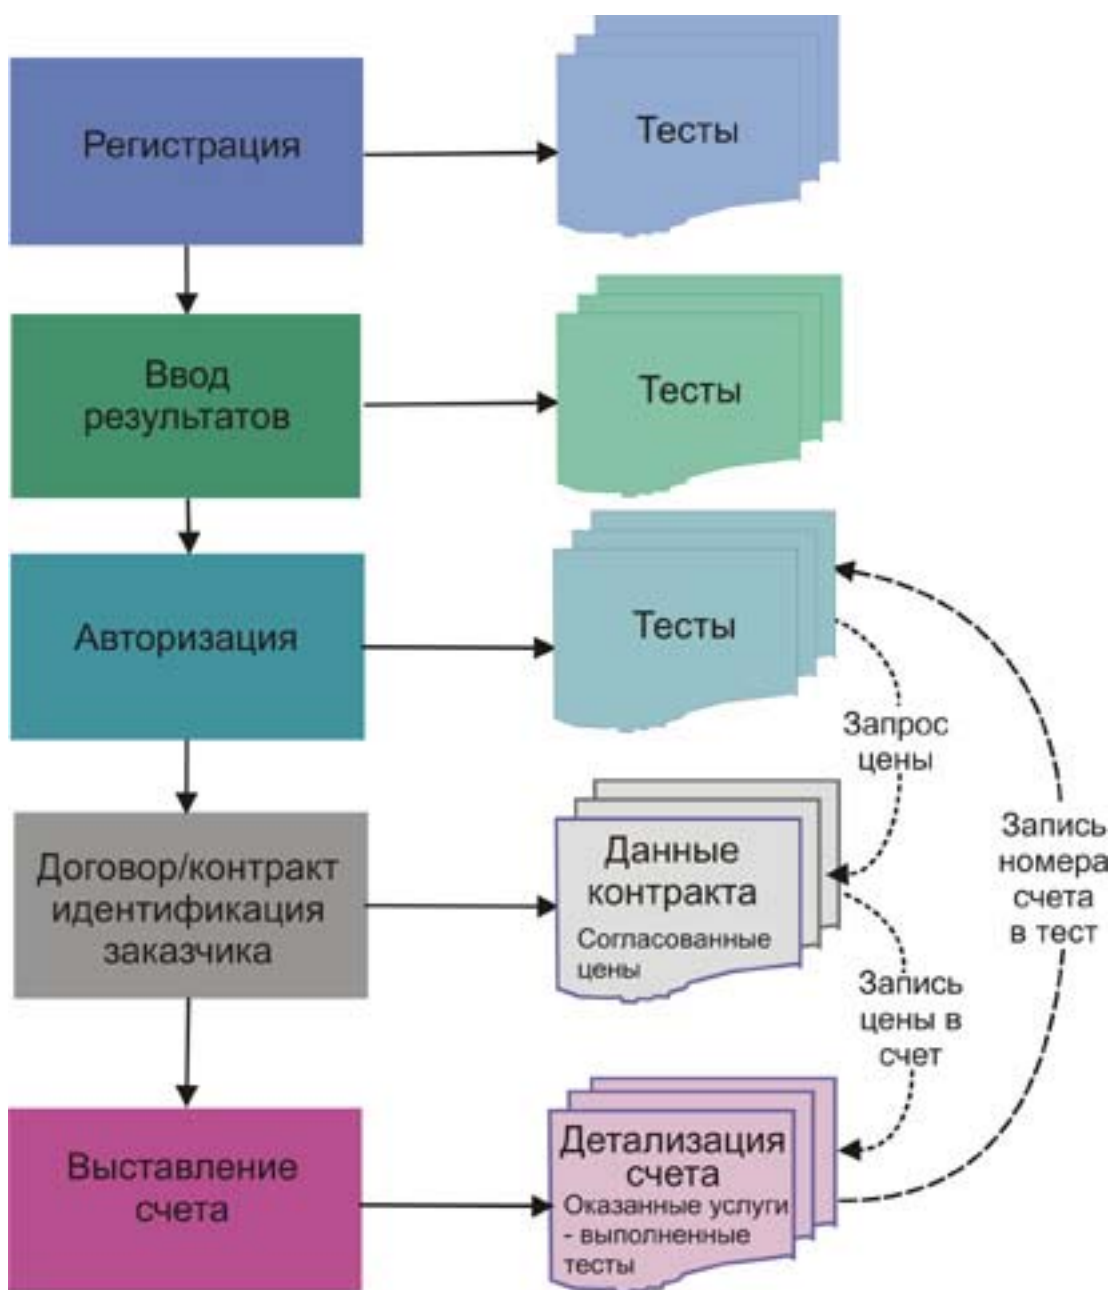 Регистрация
Тесты
Ввод
результатов
Тесты
Авторизация
Тесты
Запрос
цены
Договор/контракт
идентификация
заказчика
Данные
контракта
Согласованные
цены
Запись
номера
счета
в тест
Запись
цены в
счет
Выставление
счета
Детализация
счета
Оказанные услуги
- выполненные
тесты